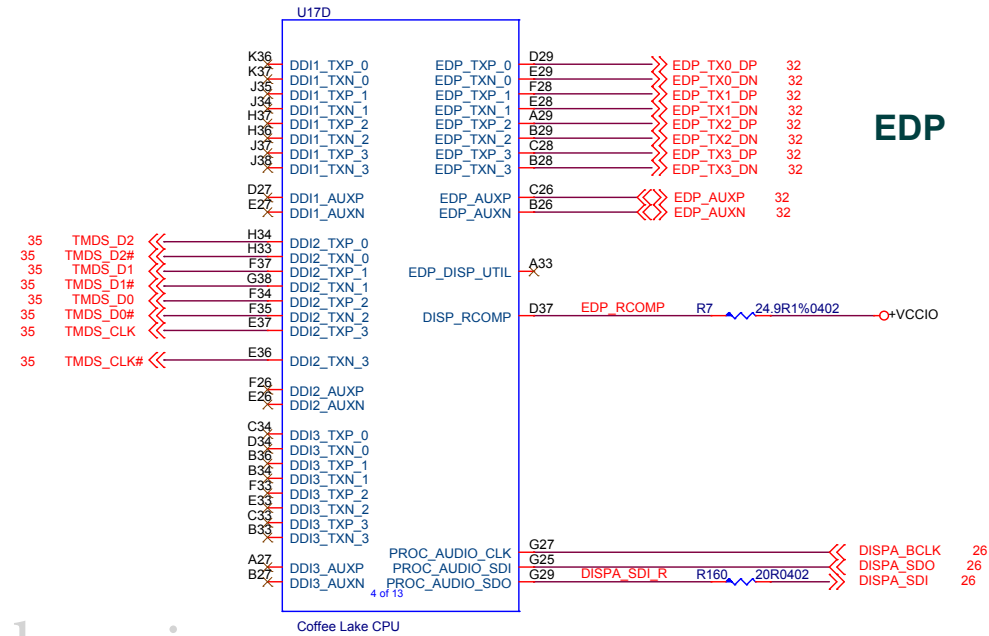 U17D
K36 DDI1_TXP_0 EDP_TXP_0 D29 EDP_TX0_DP 32
K37 DDI1_TXN_0 EDP_TXN_0 E29 EDP_TX0_DN 32
J35 DDI1_TXP_1 EDP_TXP_1 F28 EDP_TX1_DP 32
J34 DDI1_TXN_1 EDP_TXN_1 E28 EDP_TX1_DN 32
H37 DDI1_TXP_2 EDP_TXP_2 A29 EDP_TX2_DP 32
H36 DDI1_TXN_2 EDP_TXN_2 B29 EDP_TX2_DN 32
J37 DDI1_TXP_3 EDP_TXP_3 C28 EDP_TX3_DP 32
J38 DDI1_TXN_3 EDP_TXN_3 B28 EDP_TX3_DN 32
EDP
D27 DDI1_AUXP EDP_AUXP C26 EDP_AUXP 32
E27 DDI1_AUXN EDP_AUXN B26 EDP_AUXN 32
35 TMDS_D2 H34 DDI2_TXP_0
35 TMDS_D2# H33 DDI2_TXN_0
35 TMDS_D1 F37 DDI2_TXP_1 EDP_DISP_UTIL A33
35 TMDS_D1# G38 DDI2_TXN_1
35 TMDS_D0 F34 DDI2_TXP_2
35 TMDS_D0# F35 DDI2_TXN_2 DISP_RCOMP D37 EDP_RCOMP R7 24.9R1%0402 +VCCIO
35 TMDS_CLK E37 DDI2_TXP_3
35 TMDS_CLK# E36 DDI2_TXN_3
F26 DDI2_AUXP
E26 DDI2_AUXN
C34 DDI3_TXP_0
D34 DDI3_TXN_0
B36 DDI3_TXP_1
B34 DDI3_TXN_1
F33 DDI3_TXP_2
E33 DDI3_TXN_2
C33 DDI3_TXP_3
B33 DDI3_TXN_3
PROC_AUDIO_CLK G27 DISPA_BCLK 26
A27 DDI3_AUXP PROC_AUDIO_SDI G25 DISPA_SDO 26
B27 DDI3_AUXN PROC_AUDIO_SDO G29 DISPA_SDI_R R160 20R0402 DISPA_SDI 26
4 of 13
Coffee Lake CPU